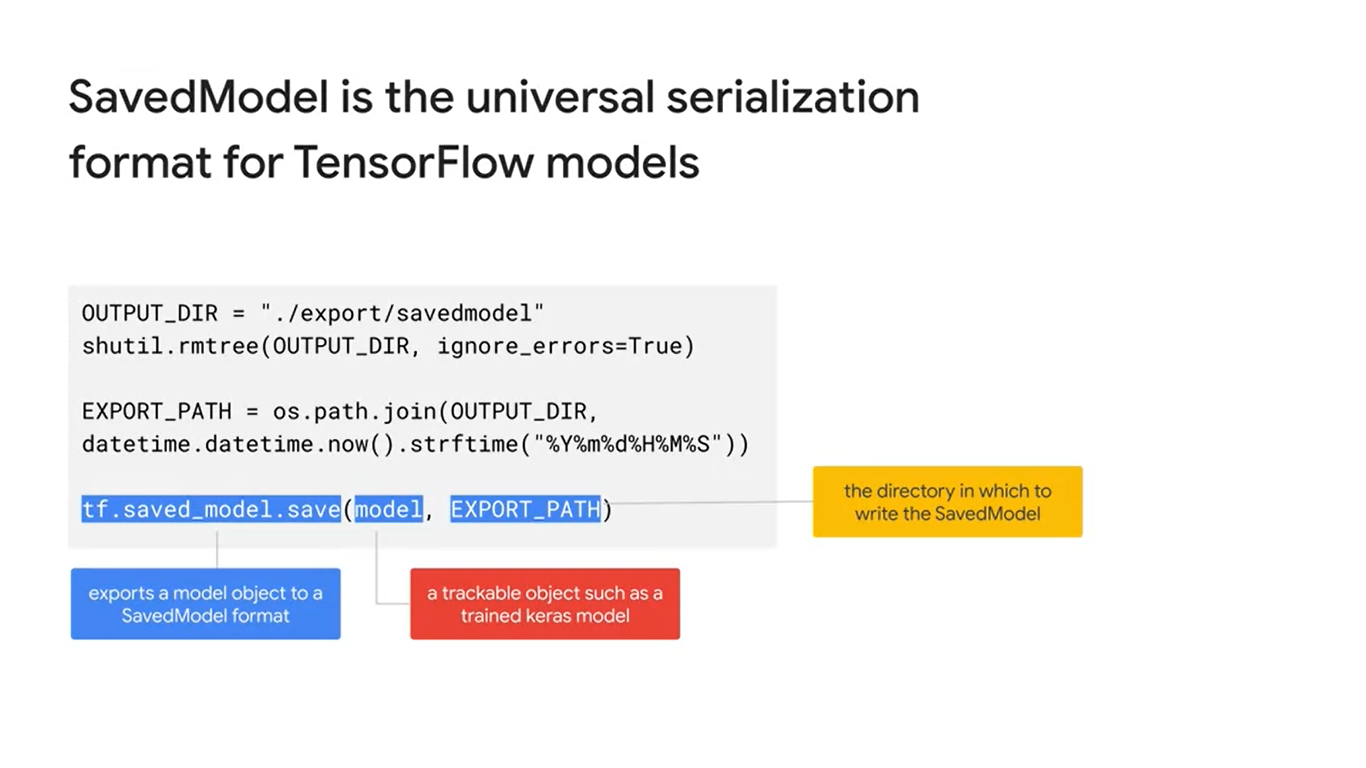 SavedModel is the universal serialization
format for TensorFlow models
OUTPUT_DIR = "./export/savedmodel"
shutil.rmtree(OUTPUT_DIR, ignore_errors=True)
EXPORT_PATH = os.path.join(OUTPUT_DIR,
datetime.datetime.now().strftime("%Y%m%d%H%M%S"))
tf.saved_model.save(model, EXPORT_PATH)
the directory in which to
write the SavedModel
exports a model object to a
SavedModel format
a trackable object such as a
trained keras model